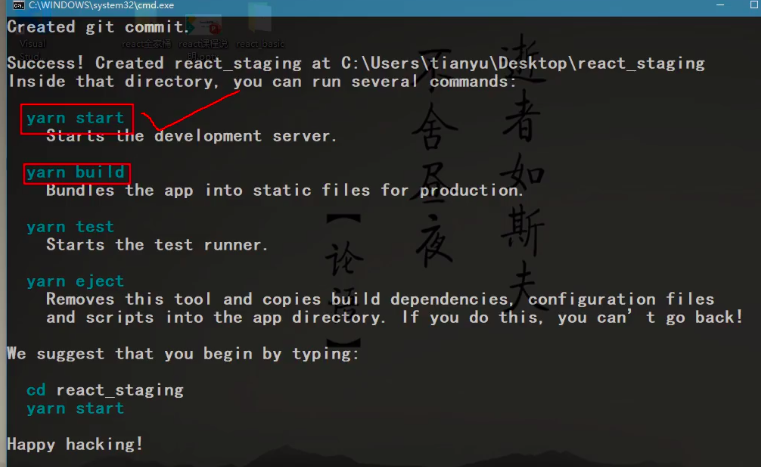 C:\WINDOWS\system32\cmd.exe
Created git commit.
Success! Created react_staging at C:\Users\tianyu\Desktop\react_staging
Inside that directory, you can run several commands:
yarn start
Starts the development server.
yarn build
Bundles the app into static files for production.
yarn test
Starts the test runner.
yarn eject
Removes this tool and copies build dependencies, configuration files
and scripts into the app directory. If you do this, you can’t go back!
We suggest that you begin by typing:
cd react_staging
yarn start
Happy hacking!
逝者如斯夫
不舍昼夜
【论语】